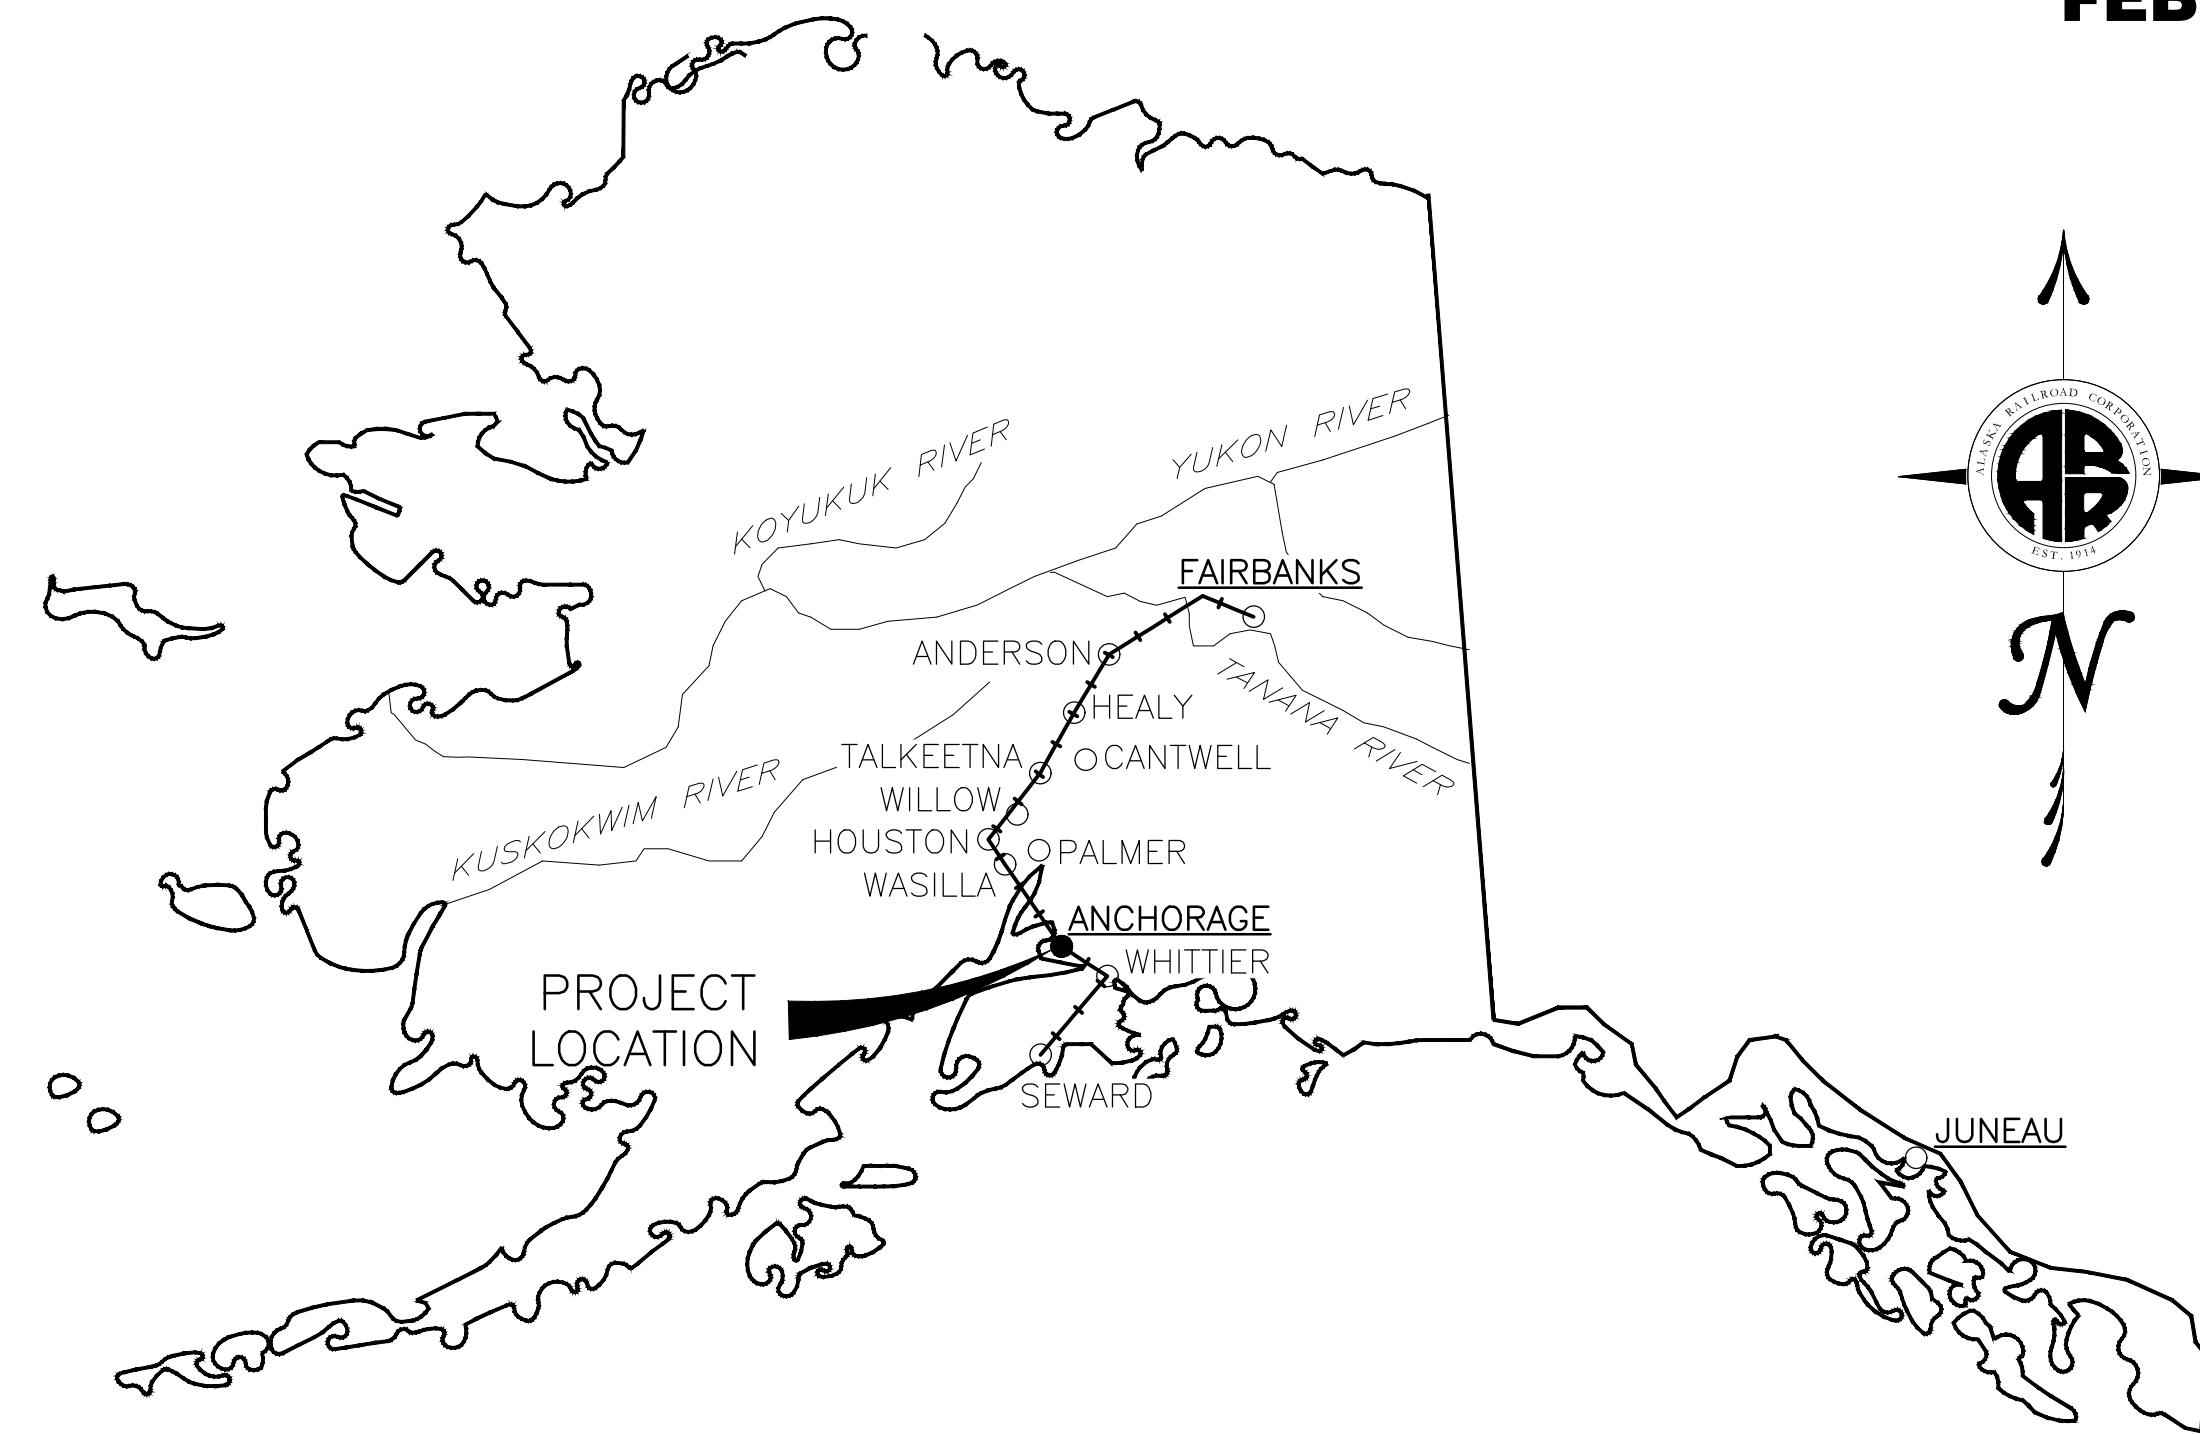 FEB
ALASKA RAILROAD CORPORATION
ARR
EST. 1914
N
KOYUKUK RIVER
YUKON RIVER
FAIRBANKS
ANDERSON
TANANA RIVER
HEALY
TALKEETNA
CANTWELL
WILLOW
KUSKOKWIM RIVER
HOUSTON
PALMER
WASILLA
ANCHORAGE
WHITTIER
PROJECT
LOCATION
SEWARD
JUNEAU